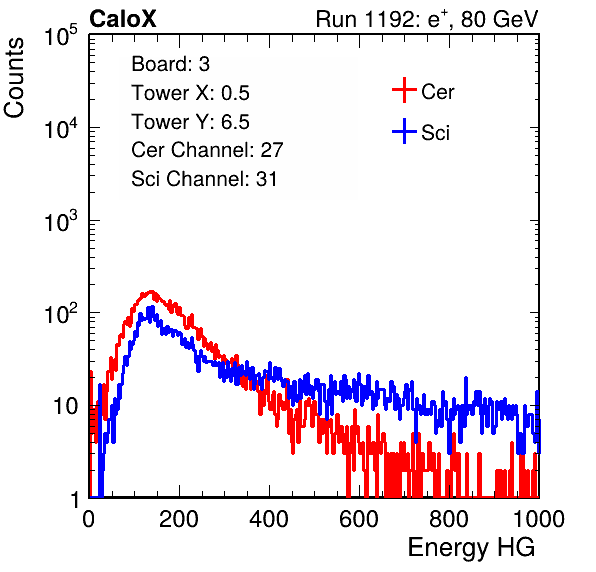 CaloX
Run 1192: e+, 80 GeV
Counts
10^5
10^4
10^3
10^2
10
1
Board: 3
Tower X: 0.5
Tower Y: 6.5
Cer Channel: 27
Sci Channel: 31
Cer
Sci
0 200 400 600 800 1000
Energy HG